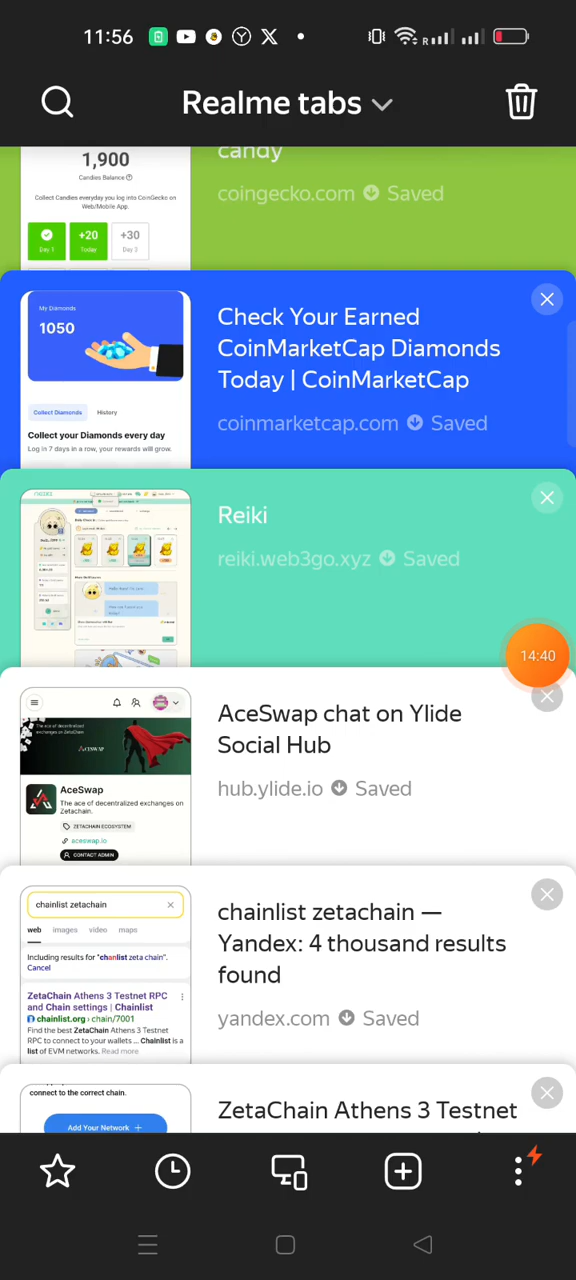 11:56
Realme tabs
1,900
Candies Balance
Collect Candies everyday you log in to CoinGecko on
Web/Mobile App.
Day 1
+20
Today
+30
Day 3
candy
coingecko.com Saved
My Diamonds
1050
Collect Diamonds
History
Collect your Diamonds every day
Log in 7 days in a row, your rewards will grow.
Check Your Earned
CoinMarketCap Diamonds
Today | CoinMarketCap
coinmarketcap.com Saved
Reiki
reiki.web3go.xyz Saved
14:40
ACESWAP
AceSwap
The ace of decentralized exchanges on
Zetachain.
ZETACHAIN ECOSYSTEM
aceswap.io
CONTACT ADMIN
AceSwap chat on Ylide
Social Hub
hub.ylide.io Saved
chainlist zetachain
web images video maps
Including results for "chanlist zeta chain".
Cancel
ZetaChain Athens 3 Testnet RPC
and Chain settings | Chainlist
chainlist.org › chain/7001
Find the best ZetaChain Athens 3 Testnet
RPC to connect to your wallets ... Chainlist is a
list of EVM networks. Read more
chainlist zetachain —
Yandex: 4 thousand results
found
yandex.com Saved
connect to the correct chain.
Add Your Network +
ZetaChain Athens 3 Testnet